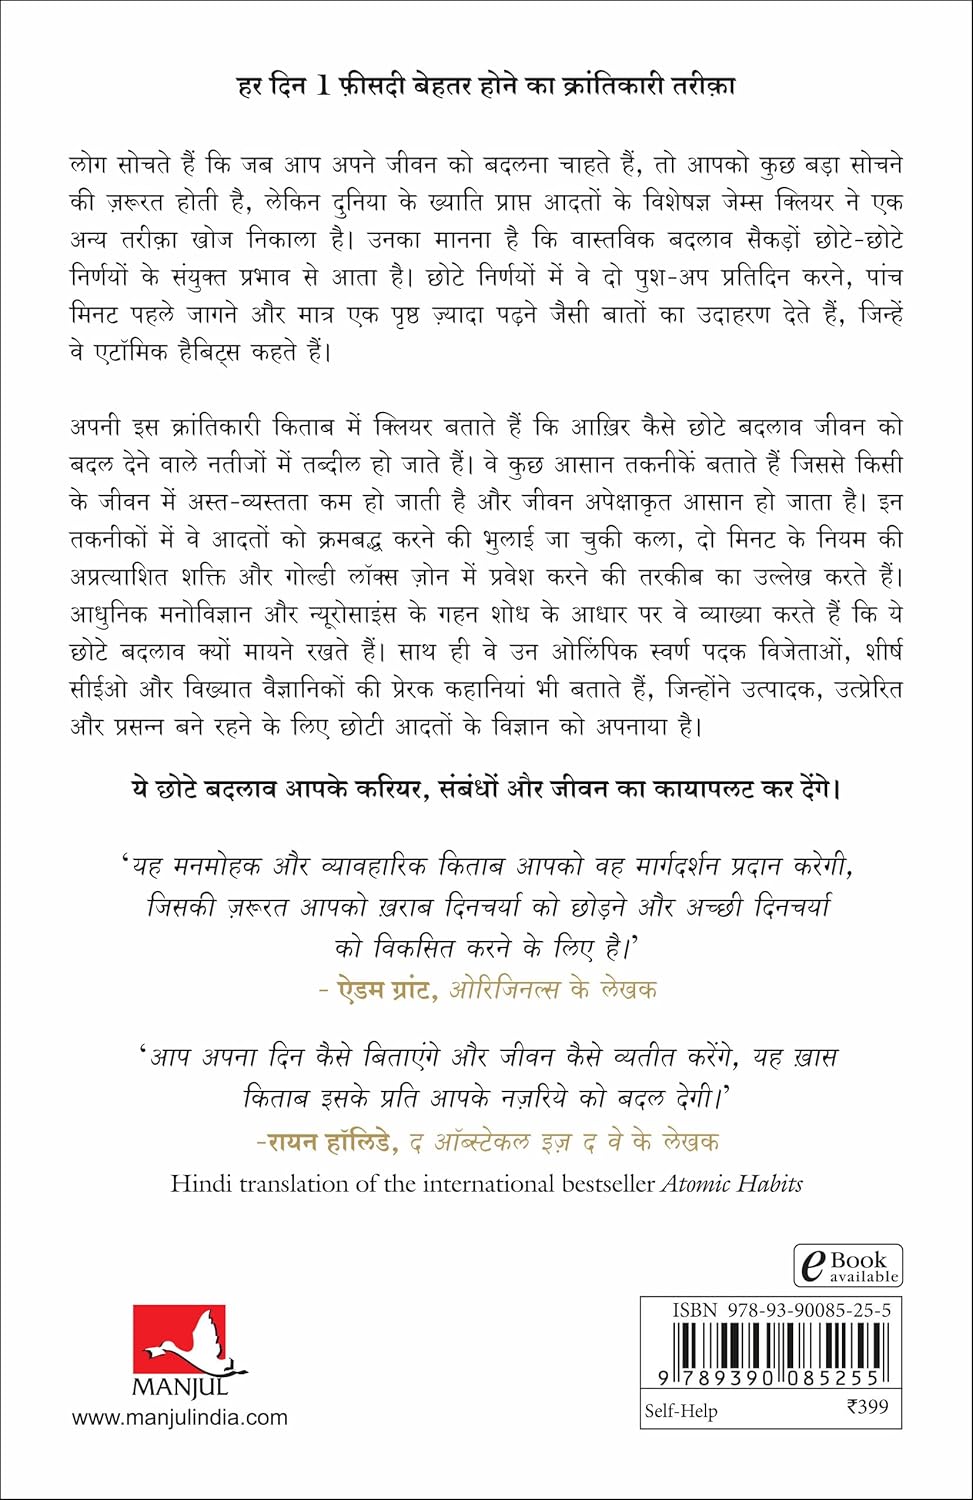 हर दिन 1 फ़ीसदी बेहतर होने का क्रांतिकारी तरीक़ा
लोग सोचते हैं कि जब आप अपने जीवन को बदलना चाहते हैं, तो आपको कुछ बड़ा सोचने
की ज़रूरत होती है, लेकिन दुनिया के ख्याति प्राप्त आदतों के विशेषज्ञ जेम्स क्लियर ने एक
अन्य तरीक़ा खोज निकाला है। उनका मानना है कि वास्तविक बदलाव सैकड़ों छोटे-छोटे
निर्णयों के संयुक्त प्रभाव से आता है। छोटे निर्णयों में वे दो पुश-अप प्रतिदिन करने, पांच
मिनट पहले जागने और मात्र एक पृष्ठ ज़्यादा पढ़ने जैसी बातों का उदाहरण देते हैं, जिन्हें
वे एटॉमिक हैबिट्स कहते हैं।
अपनी इस क्रांतिकारी किताब में क्लियर बताते हैं कि आख़िर कैसे छोटे बदलाव जीवन को
बदल देने वाले नतीजों में तब्दील हो जाते हैं। वे कुछ आसान तकनीकें बताते हैं जिससे किसी
के जीवन में अस्त-व्यस्तता कम हो जाती है और जीवन अपेक्षाकृत आसान हो जाता है। इन
तकनीकों में वे आदतों को क्रमबद्ध करने की भुलाई जा चुकी कला, दो मिनट के नियम की
अप्रत्याशित शक्ति और गोल्डी लॉक्स ज़ोन में प्रवेश करने की तरकीब का उल्लेख करते हैं।
आधुनिक मनोविज्ञान और न्यूरोसाइंस के गहन शोध के आधार पर वे व्याख्या करते हैं कि ये
छोटे बदलाव क्यों मायने रखते हैं। साथ ही वे उन ओलिंपिक स्वर्ण पदक विजेताओं, शीर्ष
सीईओ और विख्यात वैज्ञानिकों की प्रेरक कहानियां भी बताते हैं, जिन्होंने उत्पादक, उत्प्रेरित
और प्रसन्न बने रहने के लिए छोटी आदतों के विज्ञान को अपनाया है।
ये छोटे बदलाव आपके करियर, संबंधों और जीवन का कायापलट कर देंगे।
‘यह मनमोहक और व्यावहारिक किताब आपको वह मार्गदर्शन प्रदान करेगी,
जिसकी ज़रूरत आपको ख़राब दिनचर्या को छोड़ने और अच्छी दिनचर्या
को विकसित करने के लिए है।’
- ऐडम ग्रांट, ओरिजिनल्स के लेखक
‘आप अपना दिन कैसे बिताएंगे और जीवन कैसे व्यतीत करेंगे, यह ख़ास
किताब इसके प्रति आपके नज़रिये को बदल देगी।’
-रायन हॉलिडे, द ऑब्स्टेकल इज़ द वे के लेखक
Hindi translation of the international bestseller Atomic Habits
eBook
available
ISBN 978-93-90085-25-5
9 789390 085255
Self-Help ₹399
MANJUL
www.manjulindia.com